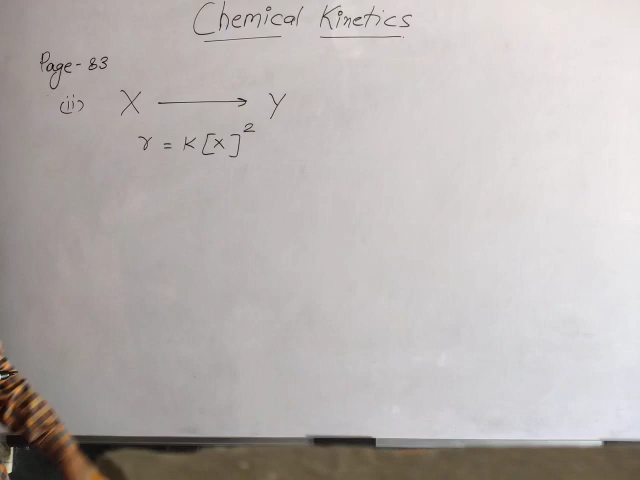 Chemical Kinetics
Page-83
(ii) X ⟶ Y
r = K[X]²